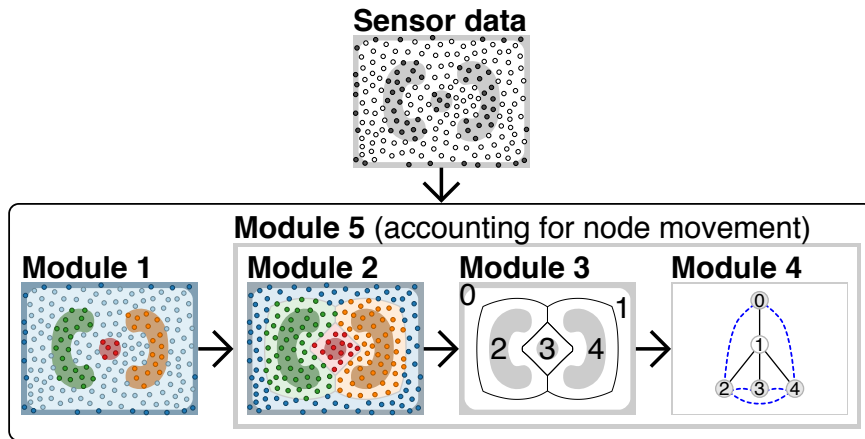 Sensor data
Module 5 (accounting for node movement)
Module 1
Module 2
Module 3
Module 4
0
1
2
3
4
0
1
2
3
4